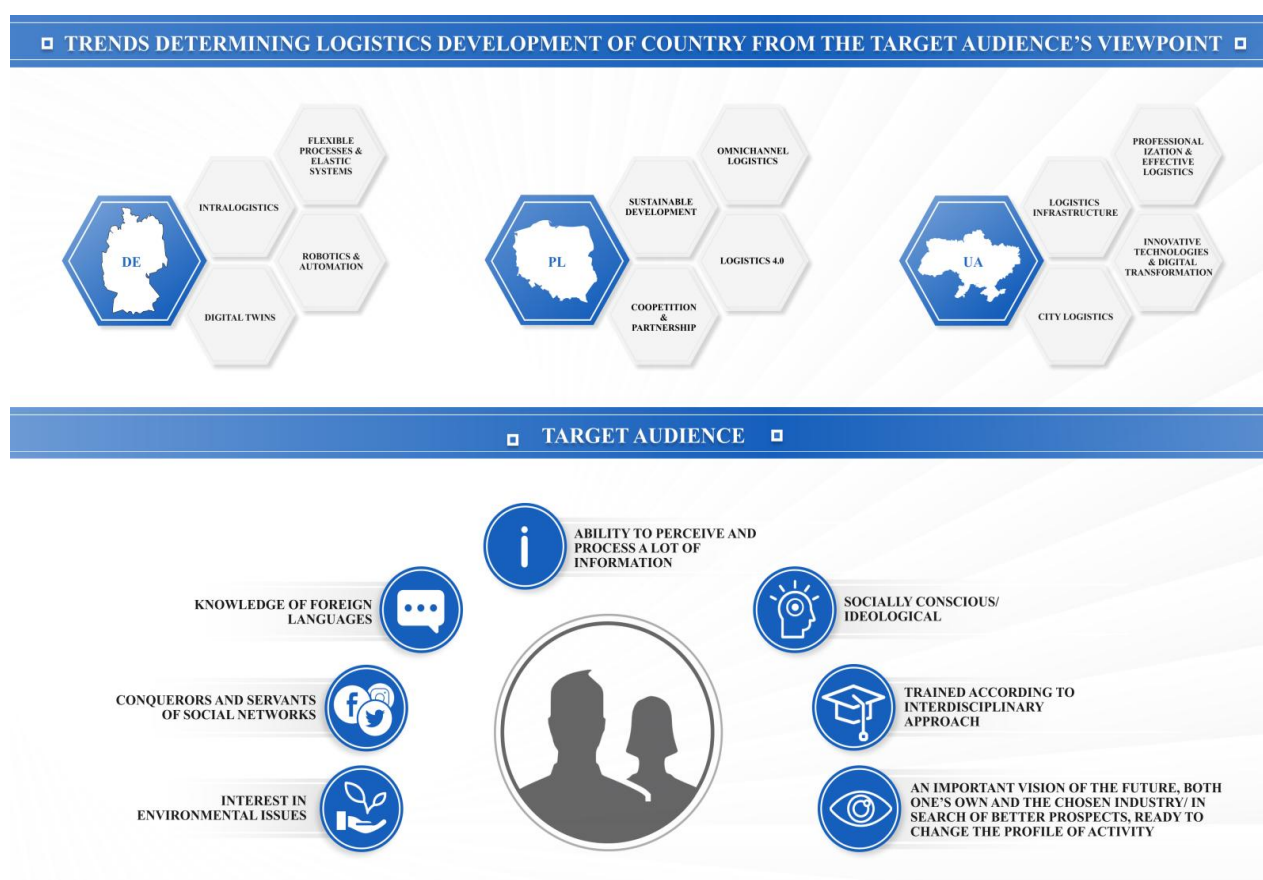 TRENDS DETERMINING LOGISTICS DEVELOPMENT OF COUNTRY FROM THE TARGET AUDIENCE'S VIEWPOINT
DE
INTRALOGISTICS
FLEXIBLE
PROCESSES &
ELASTIC
SYSTEMS
ROBOTICS &
AUTOMATION
DIGITAL TWINS
PL
SUSTAINABLE
DEVELOPMENT
OMNICHANNEL
LOGISTICS
LOGISTICS 4.0
COOPETITION
&
PARTNERSHIP
UA
LOGISTICS
INFRASTRUCTURE
PROFESSIONAL
IZATION &
EFFECTIVE
LOGISTICS
INNOVATIVE
TECHNOLOGIES
& DIGITAL
TRANSFORMATION
CITY LOGISTICS
TARGET AUDIENCE
ABILITY TO PERCEIVE AND
PROCESS A LOT OF
INFORMATION
KNOWLEDGE OF FOREIGN
LANGUAGES
SOCIALLY CONSCIOUS/
IDEOLOGICAL
CONQUERORS AND SERVANTS
OF SOCIAL NETWORKS
TRAINED ACCORDING TO
INTERDISCIPLINARY
APPROACH
INTEREST IN
ENVIRONMENTAL ISSUES
AN IMPORTANT VISION OF THE FUTURE, BOTH
ONE'S OWN AND THE CHOSEN INDUSTRY/ IN
SEARCH OF BETTER PROSPECTS, READY TO
CHANGE THE PROFILE OF ACTIVITY